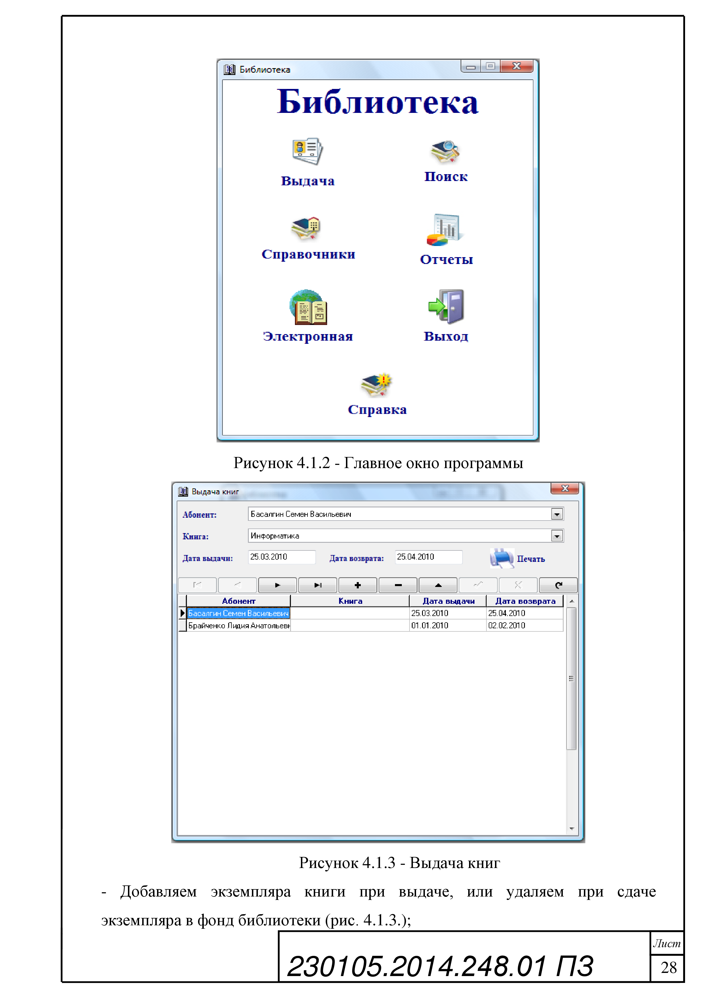 Библиотека
Библиотека
Выдача
Поиск
Справочники
Отчеты
Электронная
Выход
Справка
Рисунок 4.1.2 - Главное окно программы
Выдача книг
Абонент: Басалгин Семен Васильевич
Книга: Информатика
Дата выдачи: 25.03.2010 Дата возврата: 25.04.2010 Печать
Абонент Книга Дата выдачи Дата возврата
Басалгин Семен Васильевич 25.03.2010 25.04.2010
Брайченко Лидия Анатольевн 01.01.2010 02.02.2010
Рисунок 4.1.3 - Выдача книг
- Добавляем экземпляра книги при выдаче, или удаляем при сдаче
экземпляра в фонд библиотеки (рис. 4.1.3.);
230105.2014.248.01 ПЗ
Лист
28